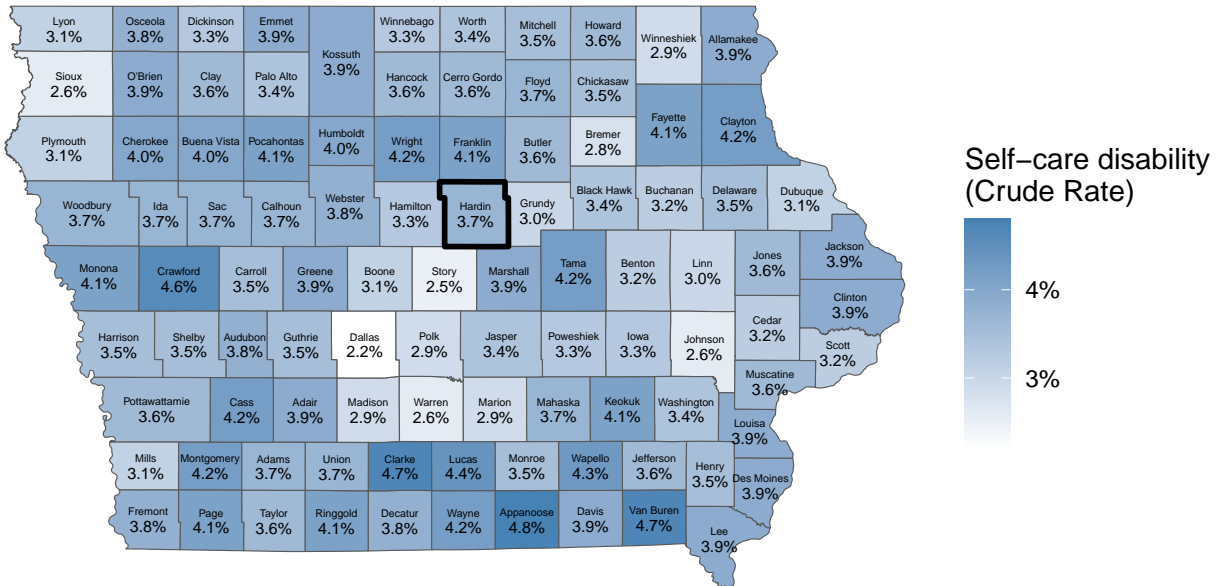 Lyon
3.1%
Osceola
3.8%
Dickinson
3.3%
Emmet
3.9%
Kossuth
3.9%
Winnebago
3.3%
Worth
3.4%
Mitchell
3.5%
Howard
3.6%
Winneshiek
2.9%
Allamakee
3.9%
Sioux
2.6%
O'Brien
3.9%
Clay
3.6%
Palo Alto
3.4%
Hancock
3.6%
Cerro Gordo
3.6%
Floyd
3.7%
Chickasaw
3.5%
Fayette
4.1%
Clayton
4.2%
Plymouth
3.1%
Cherokee
4.0%
Buena Vista
4.0%
Pocahontas
4.1%
Humboldt
4.0%
Wright
4.2%
Franklin
4.1%
Butler
3.6%
Bremer
2.8%
Woodbury
3.7%
Ida
3.7%
Sac
3.7%
Calhoun
3.7%
Webster
3.8%
Hamilton
3.3%
Hardin
3.7%
Grundy
3.0%
Black Hawk
3.4%
Buchanan
3.2%
Delaware
3.5%
Dubuque
3.1%
Monona
4.1%
Crawford
4.6%
Carroll
3.5%
Greene
3.9%
Boone
3.1%
Story
2.5%
Marshall
3.9%
Tama
4.2%
Benton
3.2%
Linn
3.0%
Jones
3.6%
Jackson
3.9%
Clinton
3.9%
Harrison
3.5%
Shelby
3.5%
Audubon
3.8%
Guthrie
3.5%
Dallas
2.2%
Polk
2.9%
Jasper
3.4%
Poweshiek
3.3%
Iowa
3.3%
Johnson
2.6%
Cedar
3.2%
Scott
3.2%
Muscatine
3.6%
Pottawattamie
3.6%
Cass
4.2%
Adair
3.9%
Madison
2.9%
Warren
2.6%
Marion
2.9%
Mahaska
3.7%
Keokuk
4.1%
Washington
3.4%
Louisa
3.9%
Mills
3.1%
Montgomery
4.2%
Adams
3.7%
Union
3.7%
Clarke
4.7%
Lucas
4.4%
Monroe
3.5%
Wapello
4.3%
Jefferson
3.6%
Henry
3.5%
Des Moines
3.9%
Fremont
3.8%
Page
4.1%
Taylor
3.6%
Ringgold
4.1%
Decatur
3.8%
Wayne
4.2%
Appanoose
4.8%
Davis
3.9%
Van Buren
4.7%
Lee
3.9%
Self−care disability
(Crude Rate)
4%
3%